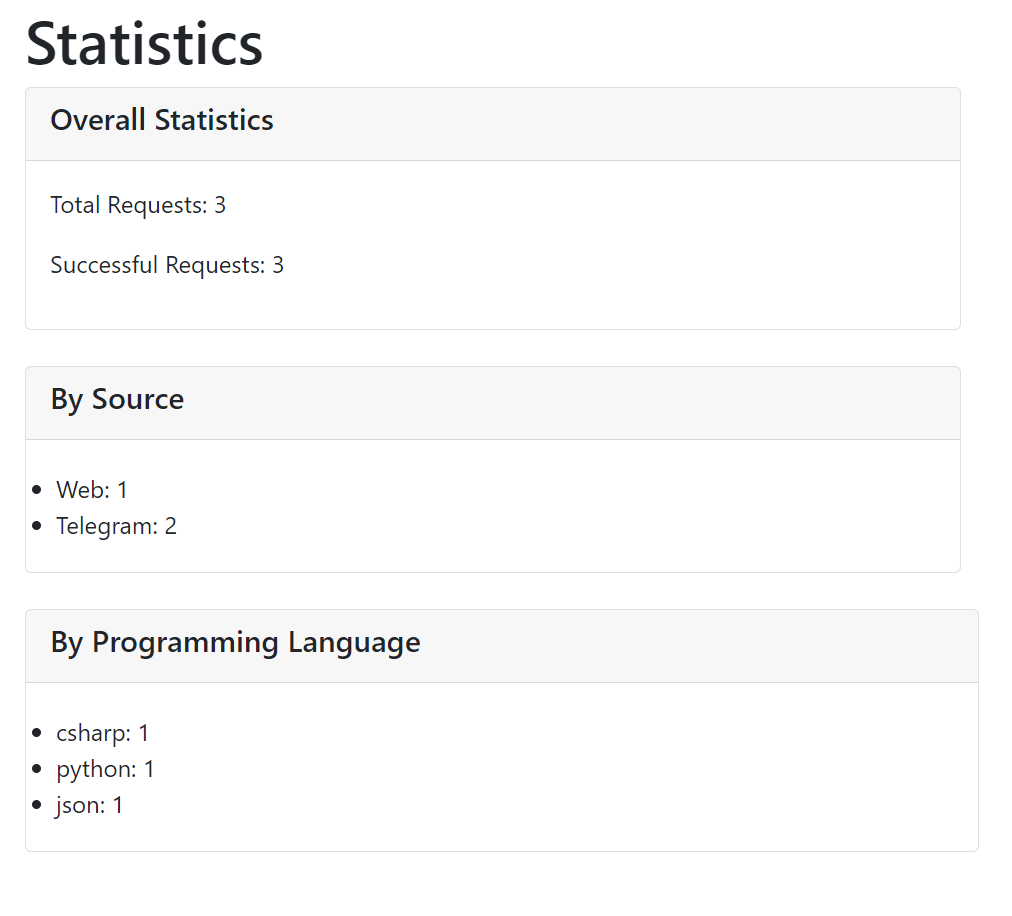 Statistics
Overall Statistics
Total Requests: 3
Successful Requests: 3
By Source
Web: 1
Telegram: 2
By Programming Language
csharp: 1
python: 1
json: 1